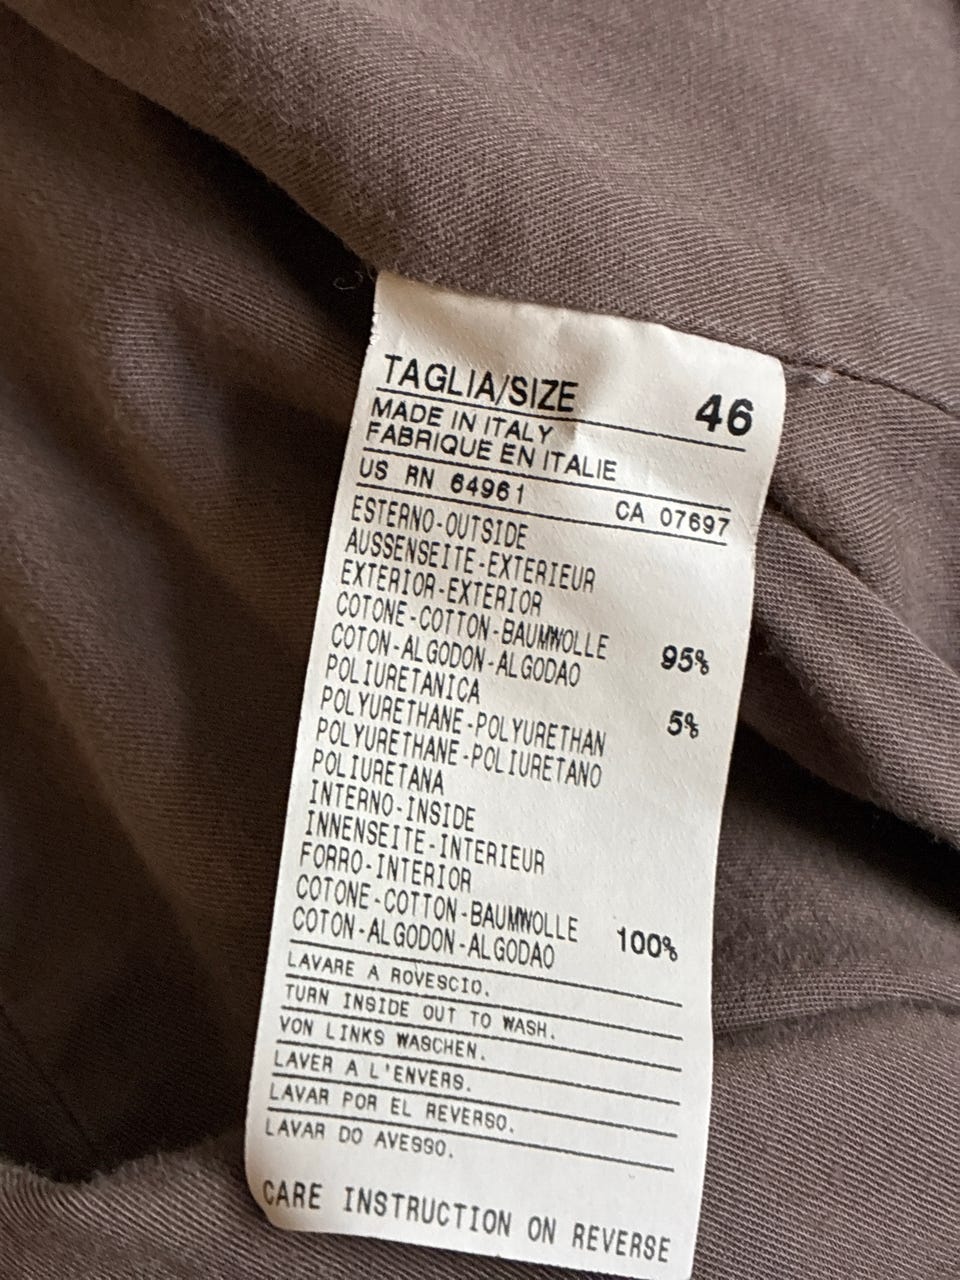 TAGLIA/SIZE 46
MADE IN ITALY
FABRIQUE EN ITALIE
US RN 64961 CA 07697
ESTERNO-OUTSIDE
AUSSENSEITE-EXTERIEUR
EXTERIOR-EXTERIOR
COTONE-COTTON-BAUMWOLLE 95%
COTON-ALGODON-ALGODAO
POLIURETANICA 5%
POLYURETHANE-POLYURETHAN
POLYURETHANE-POLIURETANO
POLIURETANA
INTERNO-INSIDE
INNENSEITE-INTERIEUR
FORRO-INTERIOR
COTONE-COTTON-BAUMWOLLE 100%
COTON-ALGODON-ALGODAO
LAVARE A ROVESCIO.
TURN INSIDE OUT TO WASH.
VON LINKS WASCHEN.
LAVER A L'ENVERS.
LAVAR POR EL REVERSO.
LAVAR DO AVESSO.
CARE INSTRUCTION ON REVERSE